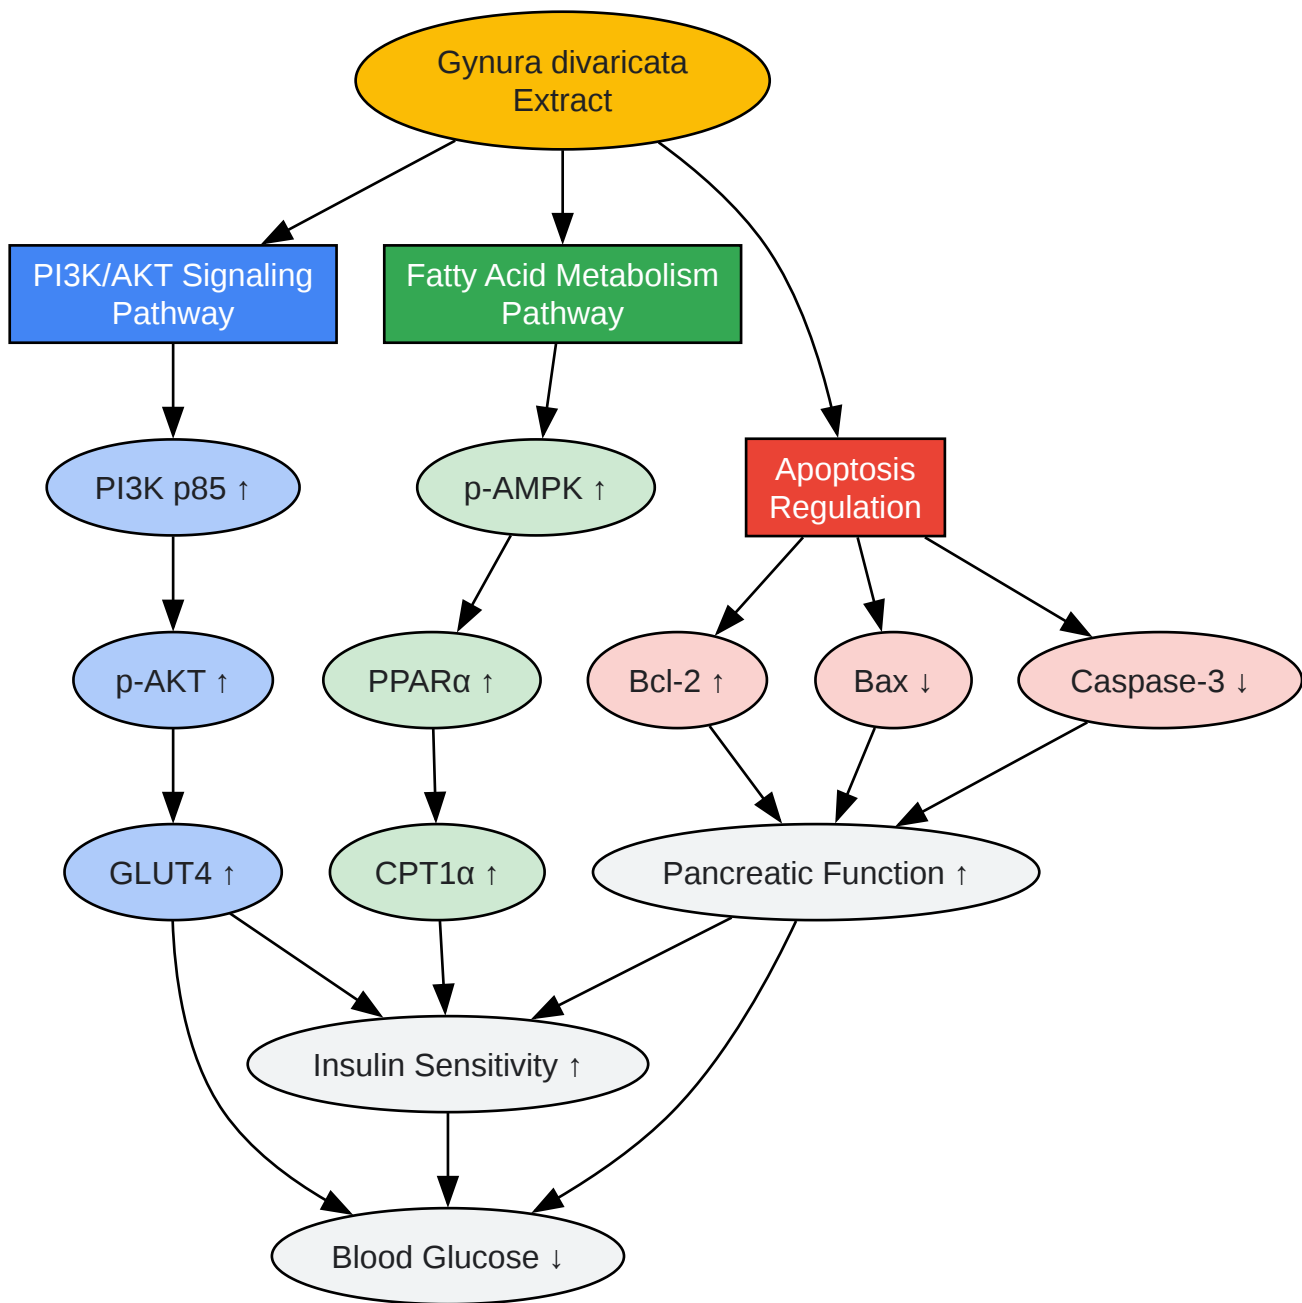 Gynura divaricata
Extract
PI3K/AKT Signaling
Pathway
Fatty Acid Metabolism
Pathway
Apoptosis
Regulation
PI3K p85 ↑
p-AMPK ↑
p-AKT ↑
PPARα ↑
Bcl-2 ↑
Bax ↓
Caspase-3 ↓
GLUT4 ↑
CPT1α ↑
Pancreatic Function ↑
Insulin Sensitivity ↑
Blood Glucose ↓